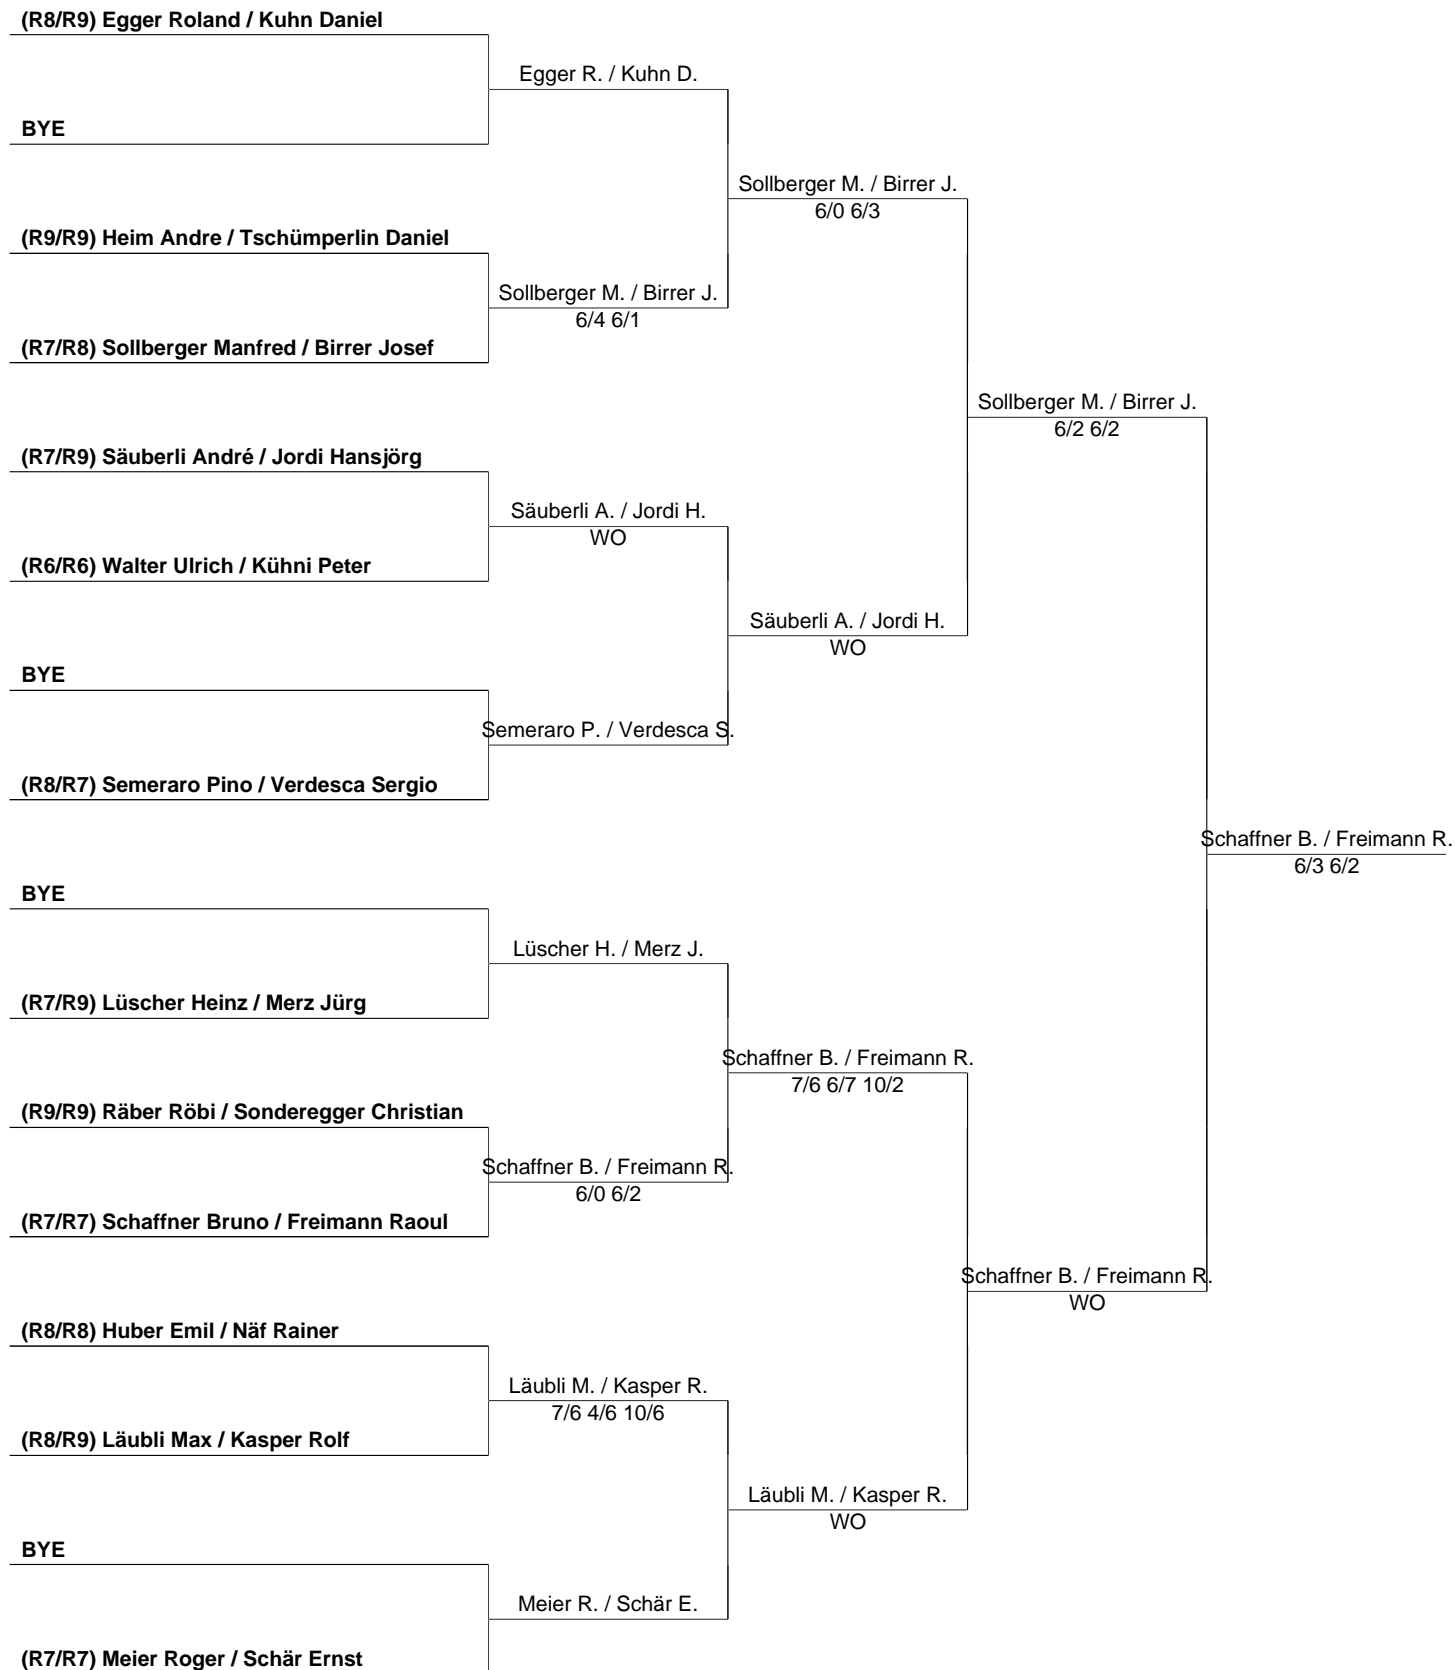 (R8/R9) Egger Roland / Kuhn Daniel
Egger R. / Kuhn D.
BYE
Sollberger M. / Birrer J.
6/0 6/3
(R9/R9) Heim Andre / Tschümperlin Daniel
Sollberger M. / Birrer J.
6/4 6/1
(R7/R8) Sollberger Manfred / Birrer Josef
Sollberger M. / Birrer J.
6/2 6/2
(R7/R9) Säuberli André / Jordi Hansjörg
Säuberli A. / Jordi H.
WO
(R6/R6) Walter Ulrich / Kühni Peter
Säuberli A. / Jordi H.
WO
BYE
Semeraro P. / Verdesca S.
(R8/R7) Semeraro Pino / Verdesca Sergio
Schaffner B. / Freimann R.
6/3 6/2
BYE
Lüscher H. / Merz J.
(R7/R9) Lüscher Heinz / Merz Jürg
Schaffner B. / Freimann R.
7/6 6/7 10/2
(R9/R9) Räber Röbi / Sonderegger Christian
Schaffner B. / Freimann R.
6/0 6/2
(R7/R7) Schaffner Bruno / Freimann Raoul
Schaffner B. / Freimann R.
WO
(R8/R8) Huber Emil / Näf Rainer
Läubli M. / Kasper R.
7/6 4/6 10/6
(R8/R9) Läubli Max / Kasper Rolf
Läubli M. / Kasper R.
WO
BYE
Meier R. / Schär E.
(R7/R7) Meier Roger / Schär Ernst